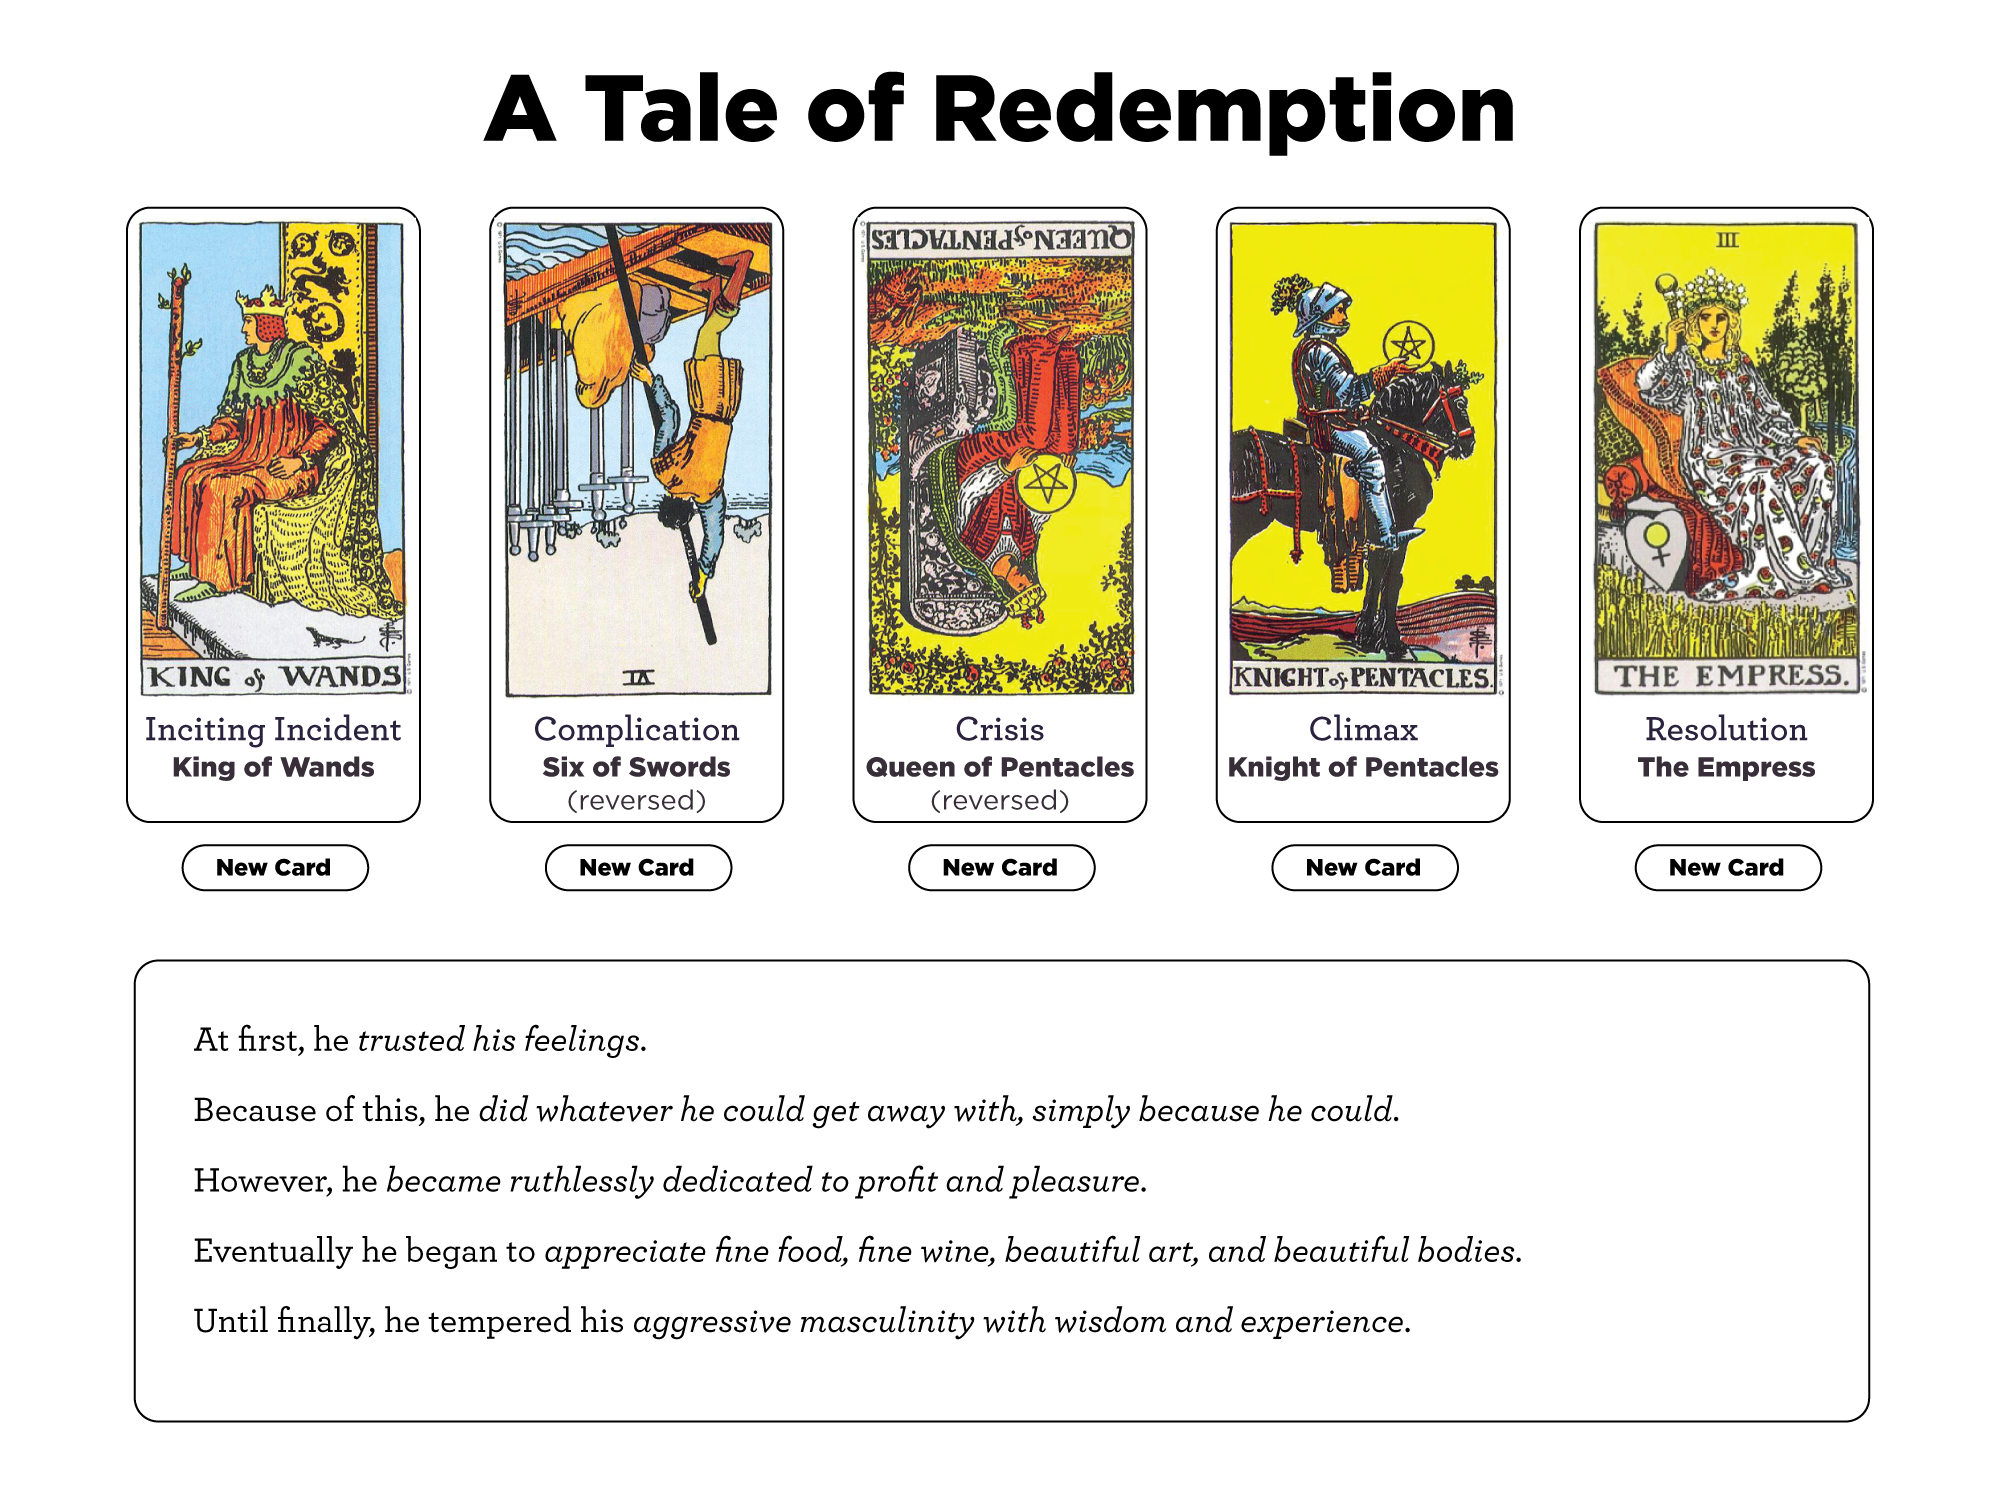 A Tale of Redemption
KING of WANDS
VI
QUEEN of PENTACLES
KNIGHT of PENTACLES.
III
THE EMPRESS.
Inciting Incident
King of Wands
Complication
Six of Swords
(reversed)
Crisis
Queen of Pentacles
(reversed)
Climax
Knight of Pentacles
Resolution
The Empress
New Card
New Card
New Card
New Card
New Card
At first, he trusted his feelings.
Because of this, he did whatever he could get away with, simply because he could.
However, he became ruthlessly dedicated to profit and pleasure.
Eventually he began to appreciate fine food, fine wine, beautiful art, and beautiful bodies.
Until finally, he tempered his aggressive masculinity with wisdom and experience.